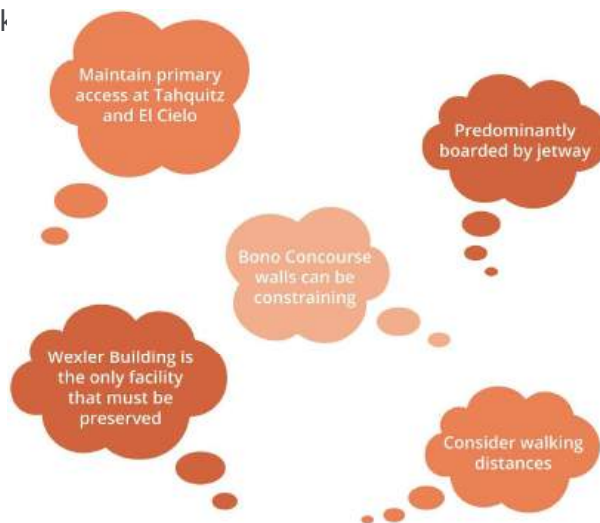 Maintain primary
access at Tahquitz
and El Cielo
Predominantly
boarded by jetway
Bono Concourse
walls can be
constraining
Wexler Building is
the only facility
that must be
preserved
Consider walking
distances